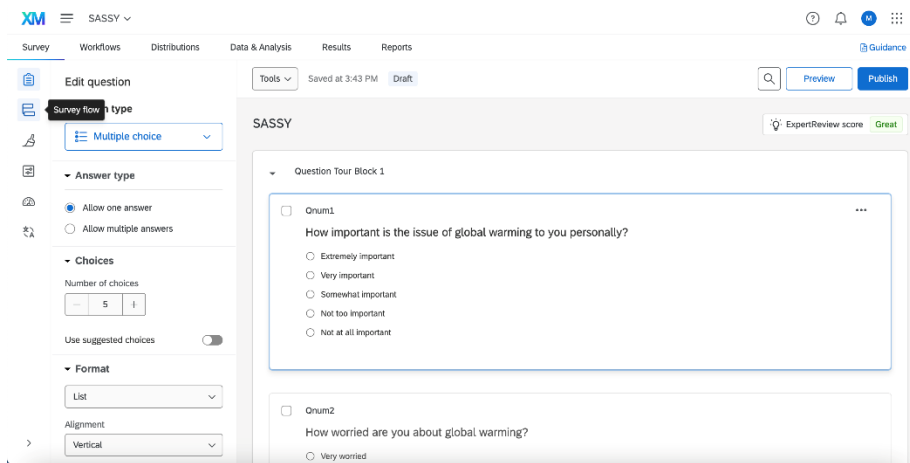 XM SASSY
Survey Workflows Distributions Data & Analysis Results Reports Guidance
Edit question
Tools Saved at 3:43 PM Draft Preview Publish
Survey flow
n type
Multiple choice
SASSY
ExpertReview score Great
Answer type
Allow one answer
Allow multiple answers
Choices
Number of choices
5
Use suggested choices
Format
List
Alignment
Vertical
Question Tour Block 1
Qnum1
How important is the issue of global warming to you personally?
Extremely important
Very important
Somewhat important
Not too important
Not at all important
Qnum2
How worried are you about global warming?
Very worried